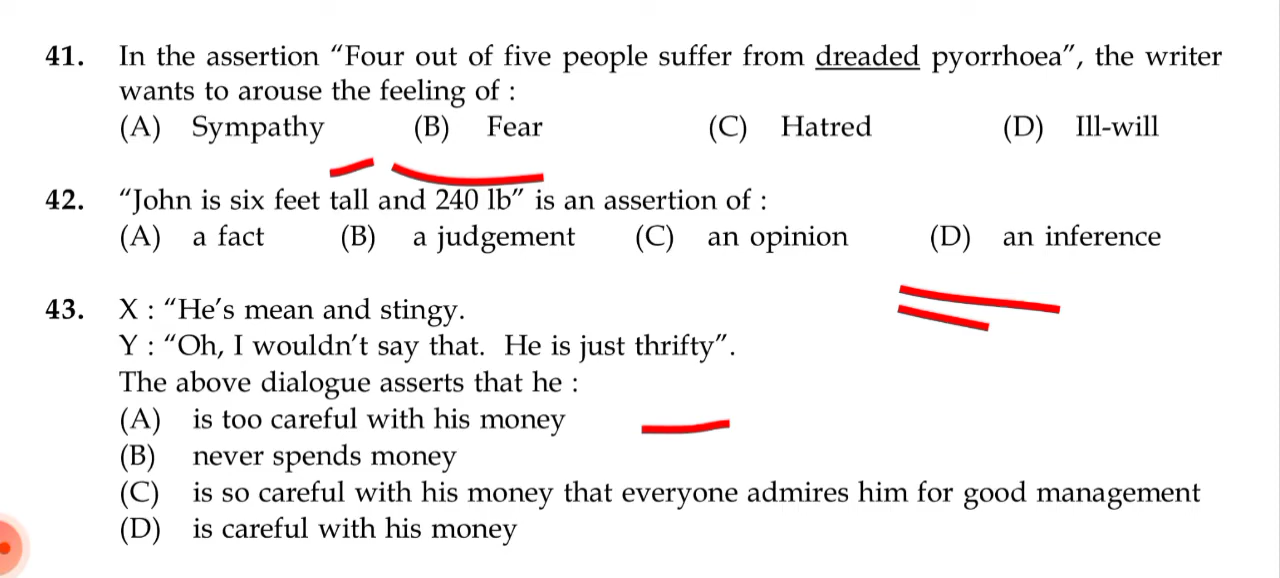 41. In the assertion “Four out of five people suffer from dreaded pyorrhoea”, the writer
wants to arouse the feeling of :
(A) Sympathy (B) Fear (C) Hatred (D) Ill-will
42. “John is six feet tall and 240 lb” is an assertion of :
(A) a fact (B) a judgement (C) an opinion (D) an inference
43. X : “He’s mean and stingy.
Y : “Oh, I wouldn’t say that. He is just thrifty”.
The above dialogue asserts that he :
(A) is too careful with his money
(B) never spends money
(C) is so careful with his money that everyone admires him for good management
(D) is careful with his money